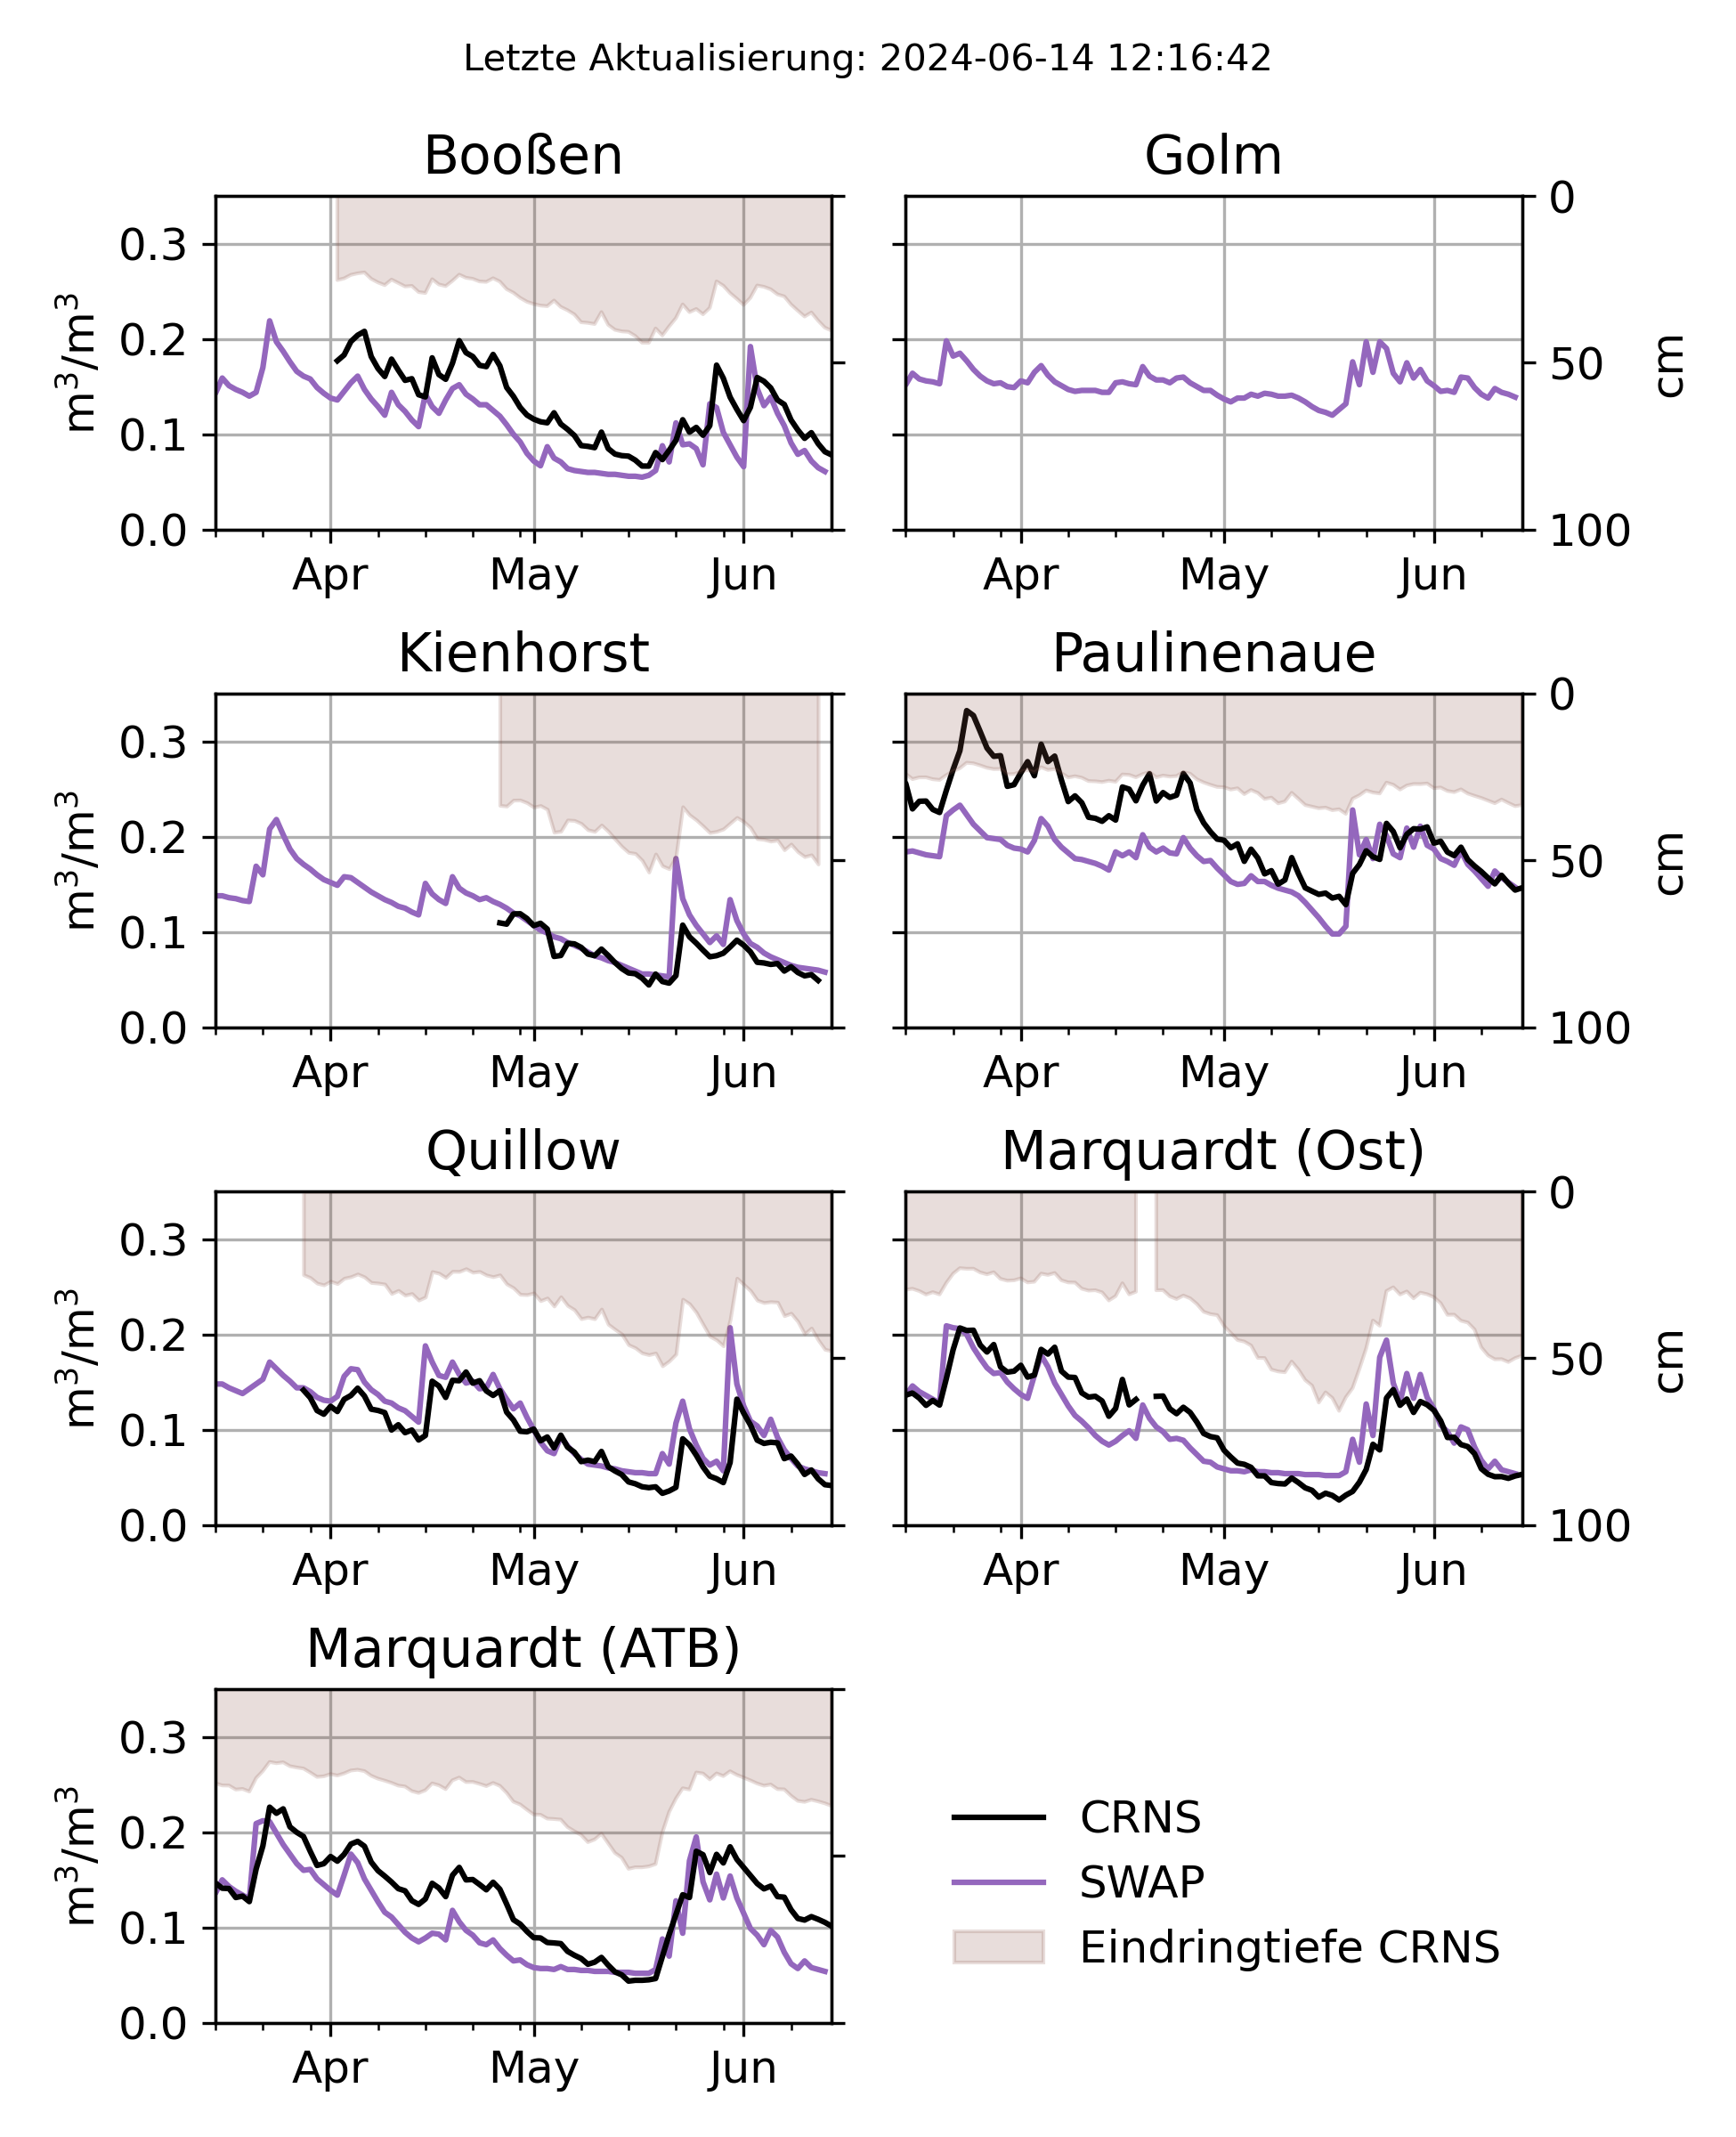 Letzte Aktualisierung: 2024-06-14 12:16:42
Booßen
Golm
0.3
0.2
0.1
0.0
m³/m³
Apr May Jun
0
50
100
cm
Apr May Jun
Kienhorst
Paulinenaue
0.3
0.2
0.1
0.0
m³/m³
Apr May Jun
0
50
100
cm
Apr May Jun
Quillow
Marquardt (Ost)
0.3
0.2
0.1
0.0
m³/m³
Apr May Jun
0
50
100
cm
Apr May Jun
Marquardt (ATB)
0.3
0.2
0.1
0.0
m³/m³
Apr May Jun
CRNS
SWAP
Eindringtiefe CRNS